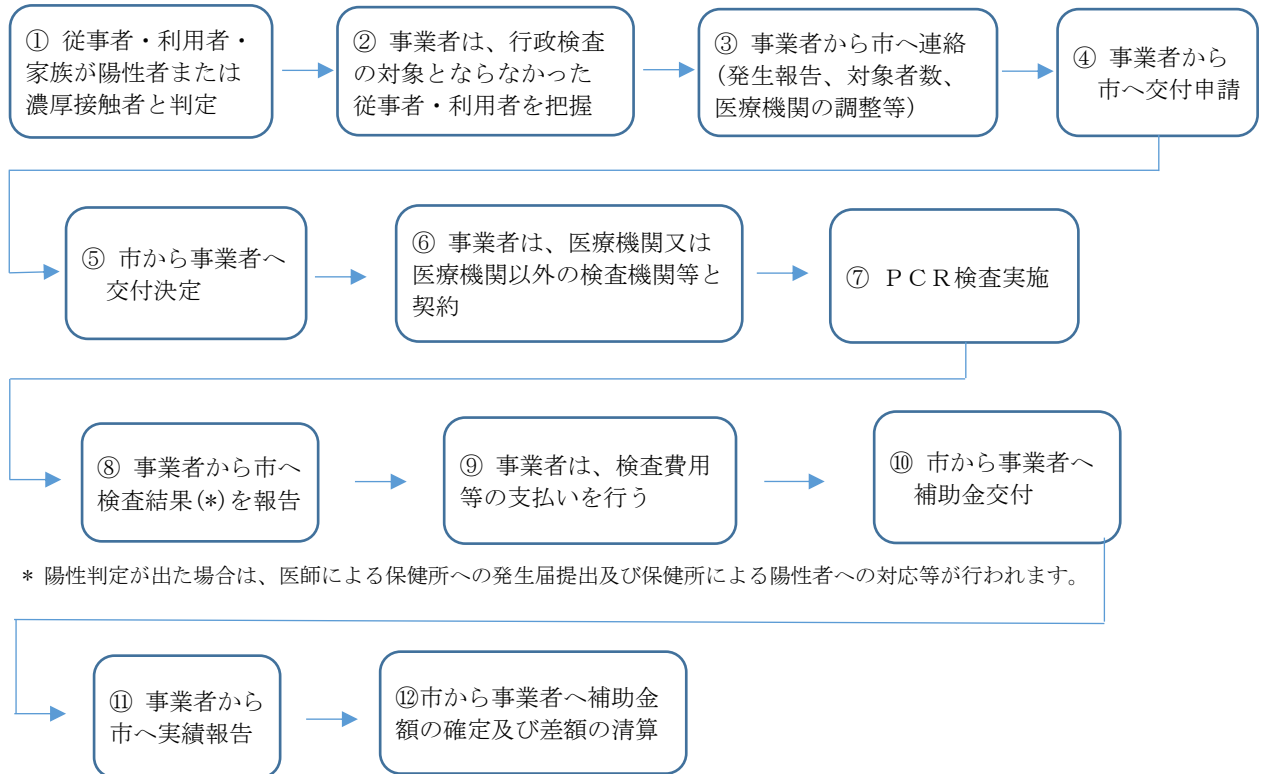 ① 従事者・利用者・
家族が陽性者または
濃厚接触者と判定
② 事業者は、行政検査
の対象とならなかった
従事者・利用者を把握
③ 事業者から市へ連絡
(発生報告、対象者数、
医療機関の調整等)
④ 事業者から
市へ交付申請
⑤ 市から事業者へ
交付決定
⑥ 事業者は、医療機関又は
医療機関以外の検査機関等と
契約
⑦ PCR検査実施
⑧ 事業者から市へ
検査結果(*)を報告
⑨ 事業者は、検査費用
等の支払いを行う
⑩ 市から事業者へ
補助金交付
* 陽性判定が出た場合は、医師による保健所への発生届提出及び保健所による陽性者への対応等が行われます。
⑪ 事業者から
市へ実績報告
⑫市から事業者へ補助金
額の確定及び差額の清算